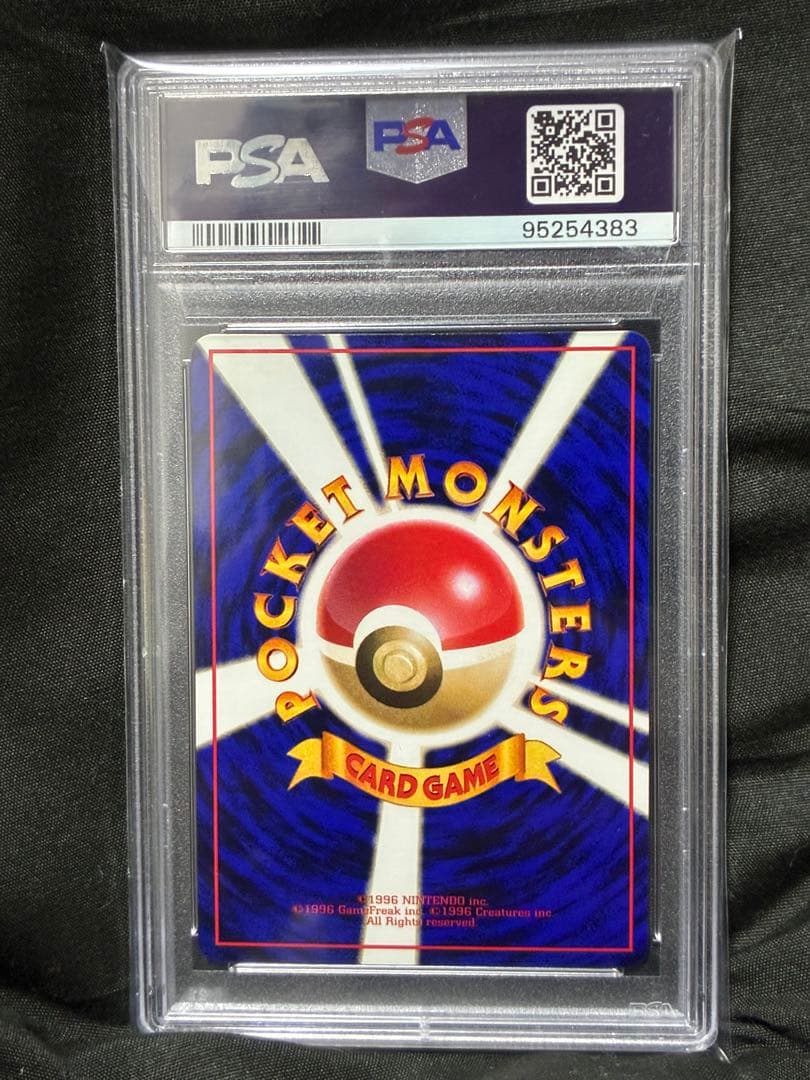 PSA
PSA
95254383
POCKET MONSTERS
CARD GAME
©1996 NINTENDO inc.
©1996 GameFreak inc. ©1996 Creatures inc
All Rights reserved
PSA